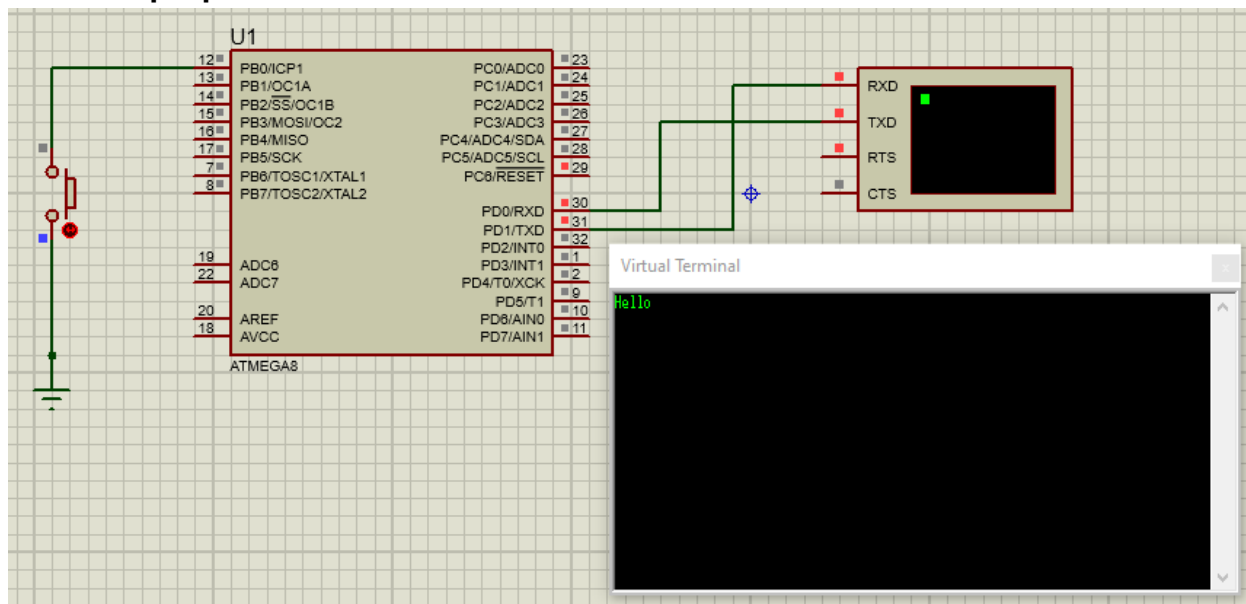 U1
12
13
14
15
16
17
7
8
19
22
20
18
PB0/ICP1
PB1/OC1A
PB2/SS/OC1B
PB3/MOSI/OC2
PB4/MISO
PB5/SCK
PB6/TOSC1/XTAL1
PB7/TOSC2/XTAL2
ADC6
ADC7
AREF
AVCC
PC0/ADC0
PC1/ADC1
PC2/ADC2
PC3/ADC3
PC4/ADC4/SDA
PC5/ADC5/SCL
PC6/RESET
PD0/RXD
PD1/TXD
PD2/INT0
PD3/INT1
PD4/T0/XCK
PD5/T1
PD6/AIN0
PD7/AIN1
23
24
25
26
27
28
29
30
31
32
1
2
9
10
11
ATMEGA8
RXD
TXD
RTS
CTS
Virtual Terminal
x
Hello